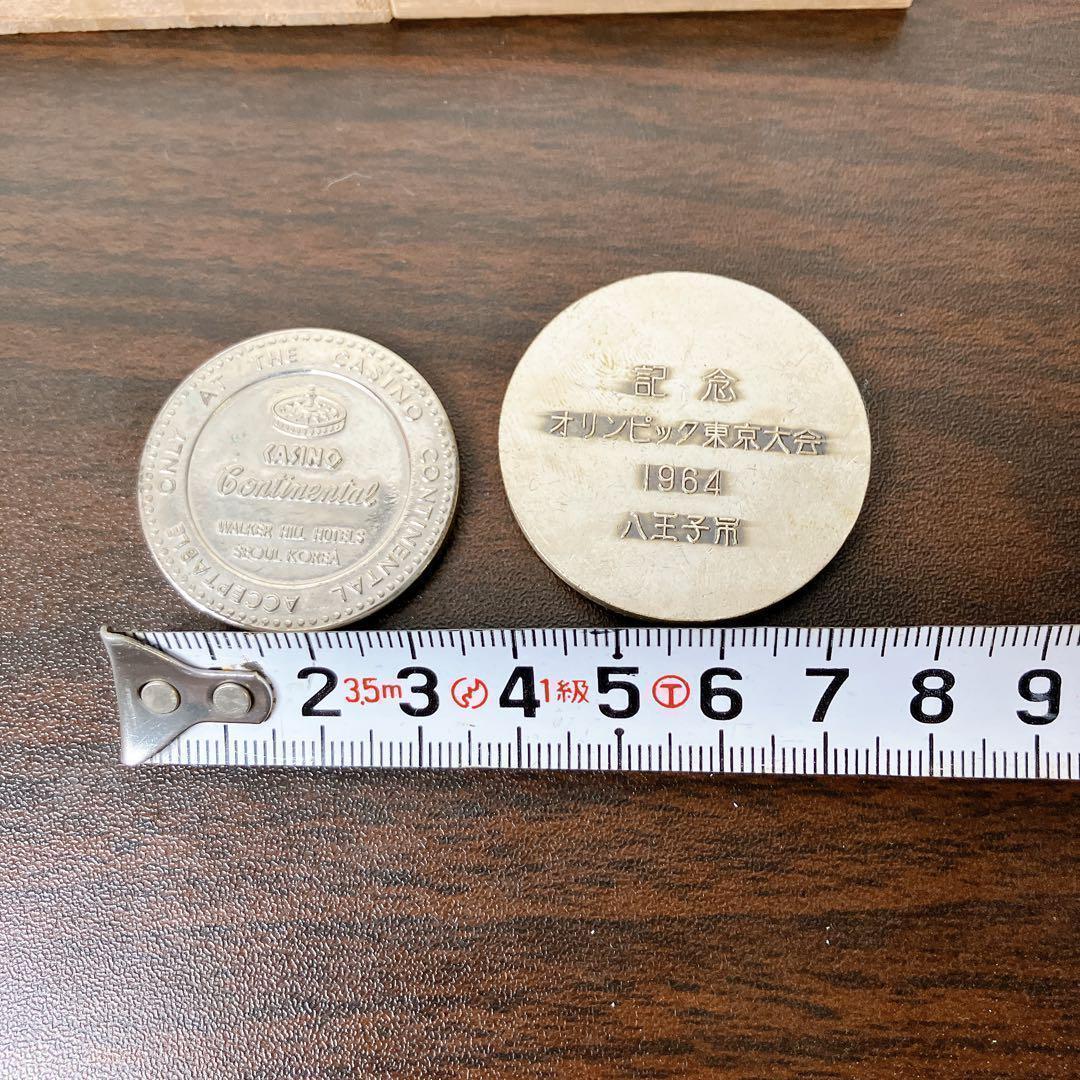 ONLY AT THE CASINO CONTINENTAL ACCEPTABLE
CASINO
Continental
WALKER HILL HOTELS
SEOUL KOREA
記念
オリンピック東京大会
1964
八王子市
2 3.5m 3 4 1級 5 T 6 7 8 9